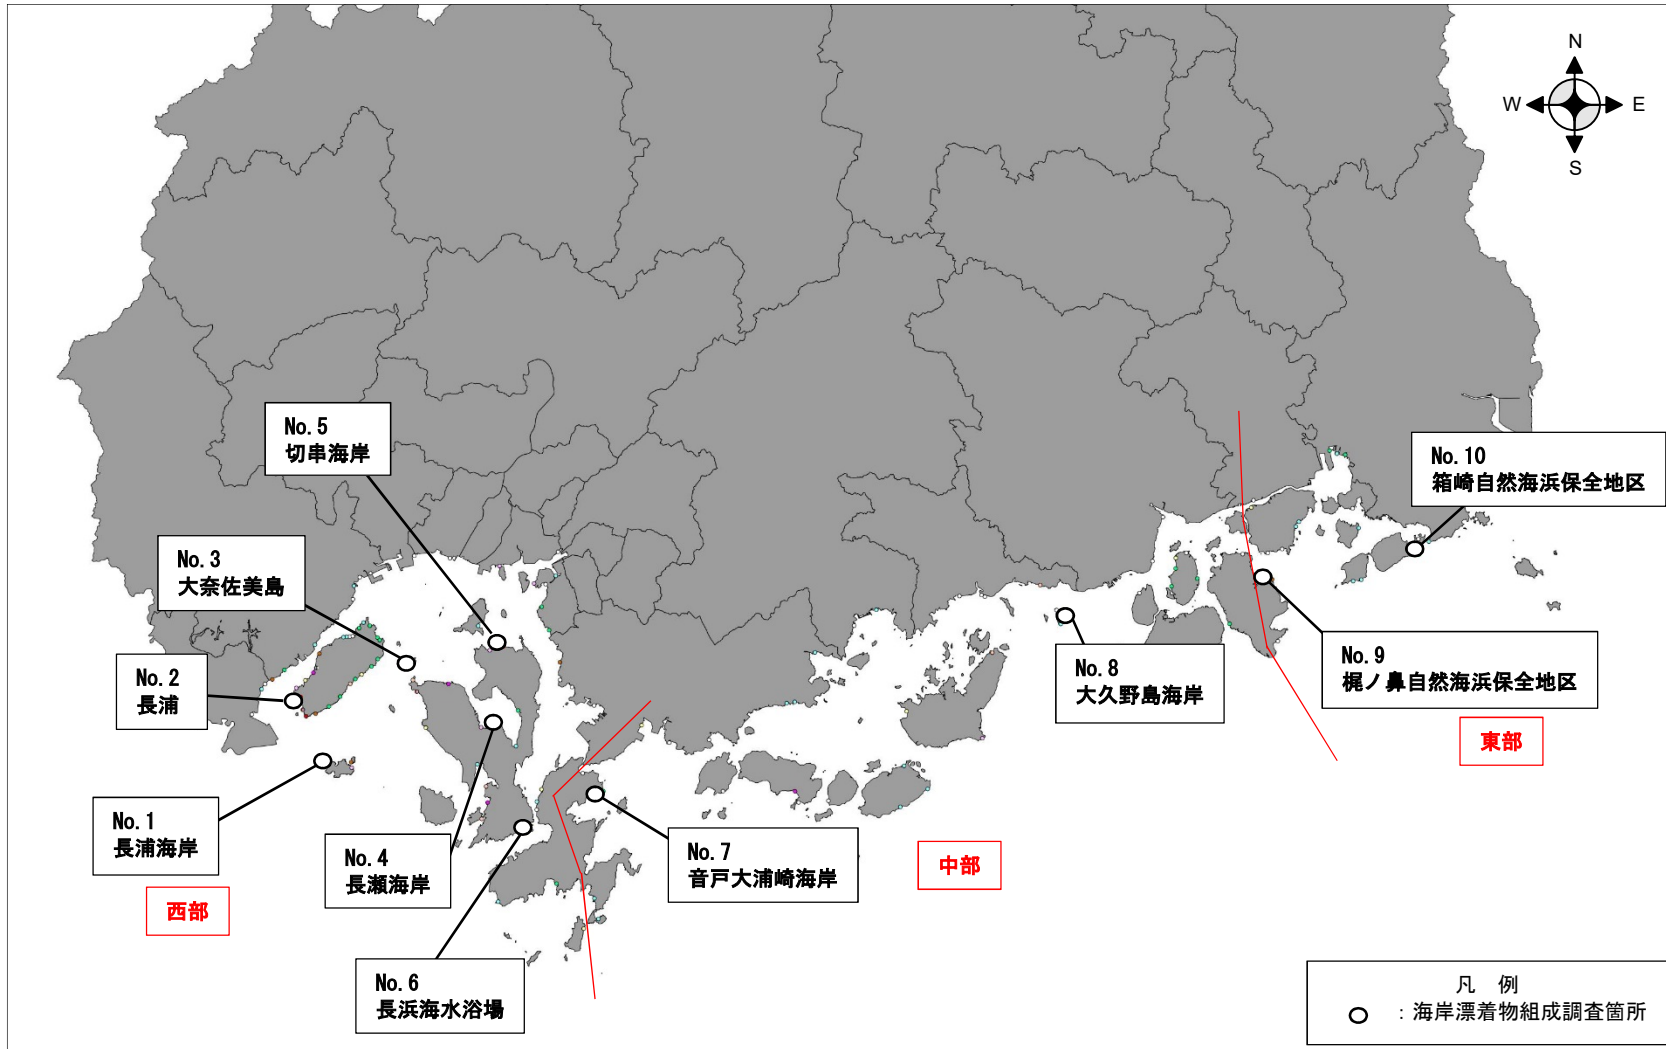 N
W
E
S
No.5
切串海岸
No.10
箱崎自然海浜保全地区
No.3
大奈佐美島
No.2
長浦
No.8
大久野島海岸
No.9
梶ノ鼻自然海浜保全地区
東部
No.1
長浦海岸
No.4
長瀬海岸
No.7
音戸大浦崎海岸
中部
西部
No.6
長浜海水浴場
凡 例
：海岸漂着物組成調査箇所